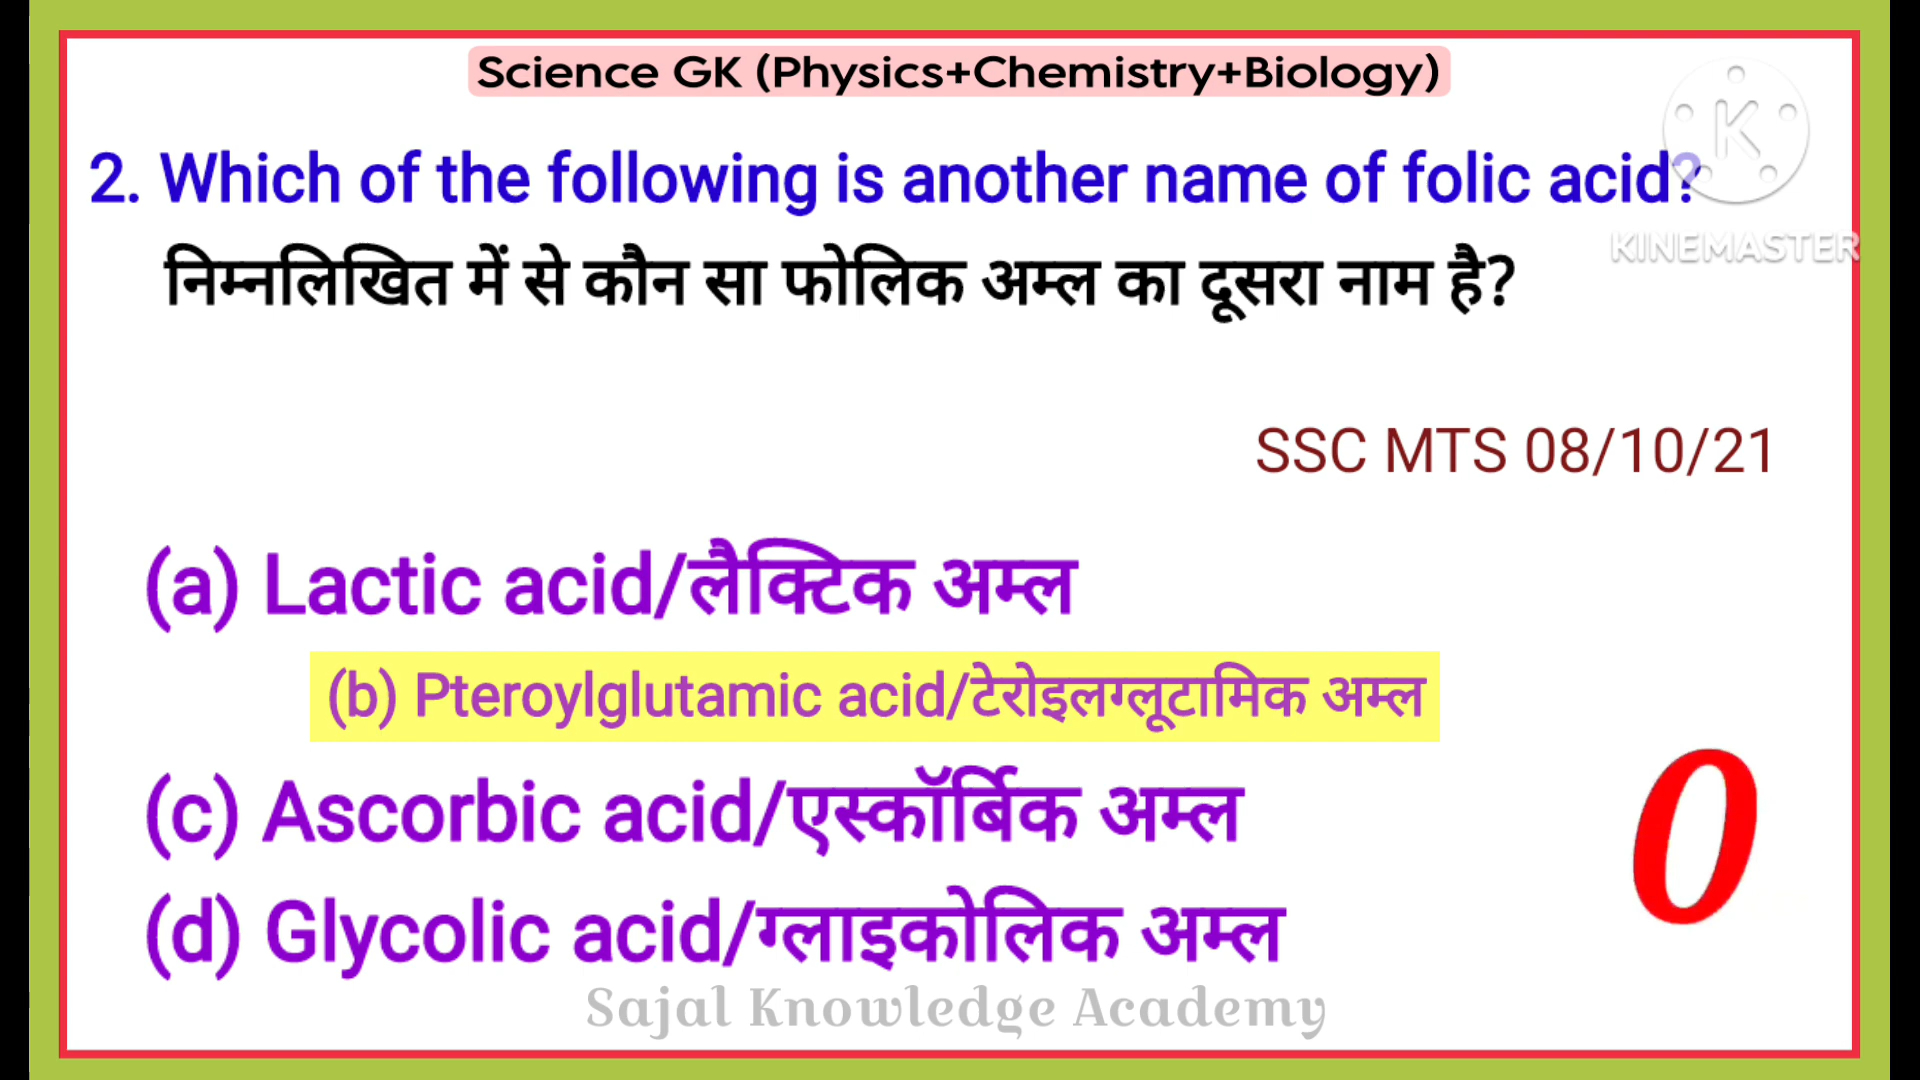 Science GK (Physics+Chemistry+Biology)
2. Which of the following is another name of folic acid?
निम्नलिखित में से कौन सा फोलिक अम्ल का दूसरा नाम है?
K
KINEMASTER
SSC MTS 08/10/21
(a) Lactic acid/लैक्टिक अम्ल
(b) Pteroylglutamic acid/टेरोइलग्लूटामिक अम्ल
(c) Ascorbic acid/एस्कॉर्बिक अम्ल
(d) Glycolic acid/ग्लाइकोलिक अम्ल
0
Sajal Knowledge Academy